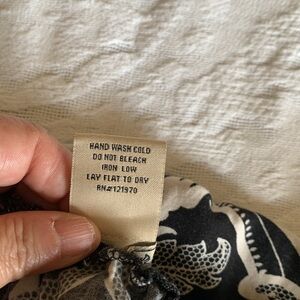 HAND WASH COLD
DO NOT BLEACH
IRON LOW
LAY FLAT TO DRY
RN#121970